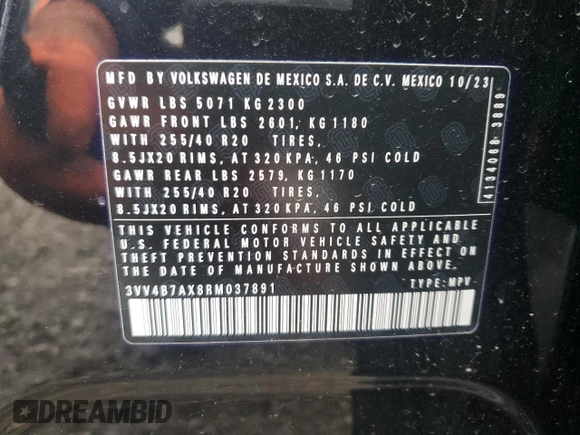 MFD BY VOLKSWAGEN DE MEXICO S.A. DE C.V. MEXICO 10/23
GVWR LBS 5071 KG 2300
GAWR FRONT LBS 2601, KG 1180
WITH 255/40 R20 TIRES,
8.5JX20 RIMS, AT 320 KPA, 46 PSI COLD
GAWR REAR LBS 2579, KG 1170
WITH 255/40 R20 TIRES,
8.5JX20 RIMS, AT 320 KPA, 46 PSI COLD
THIS VEHICLE CONFORMS TO ALL APPLICABLE
U.S. FEDERAL MOTOR VEHICLE SAFETY AND
THEFT PREVENTION STANDARDS IN EFFECT ON
THE DATE OF MANUFACTURE SHOWN ABOVE.
3VV4B7AX8RM037891 TYPE: MPV
4134068 3889
DREAMBID